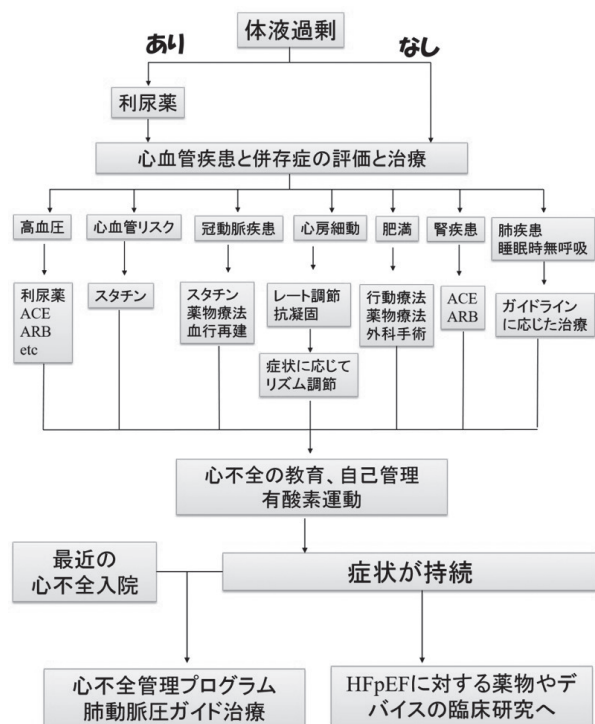 体液過剰
あり
なし
利尿薬
心血管疾患と併存症の評価と治療
高血圧
心血管リスク
冠動脈疾患
心房細動
肥満
腎疾患
肺疾患
睡眠時無呼吸
利尿薬
ACE
ARB
etc
スタチン
スタチン
薬物療法
血行再建
レート調節
抗凝固
行動療法
薬物療法
外科手術
ACE
ARB
ガイドライン
に応じた治療
症状に応じて
リズム調節
心不全の教育、自己管理
有酸素運動
最近の
心不全入院
症状が持続
心不全管理プログラム
肺動脈圧ガイド治療
HFpEFに対する薬物やデ
バイスの臨床研究へ